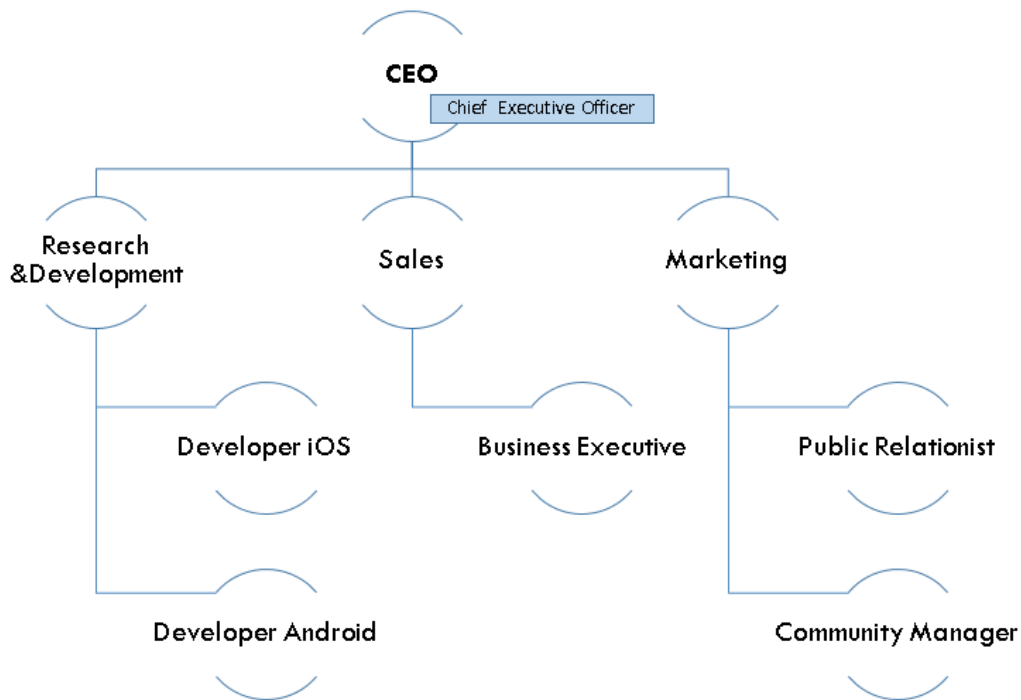 CEO
Chief Executive Officer
Research
&Development
Sales
Marketing
Developer iOS
Business Executive
Public Relationist
Developer Android
Community Manager